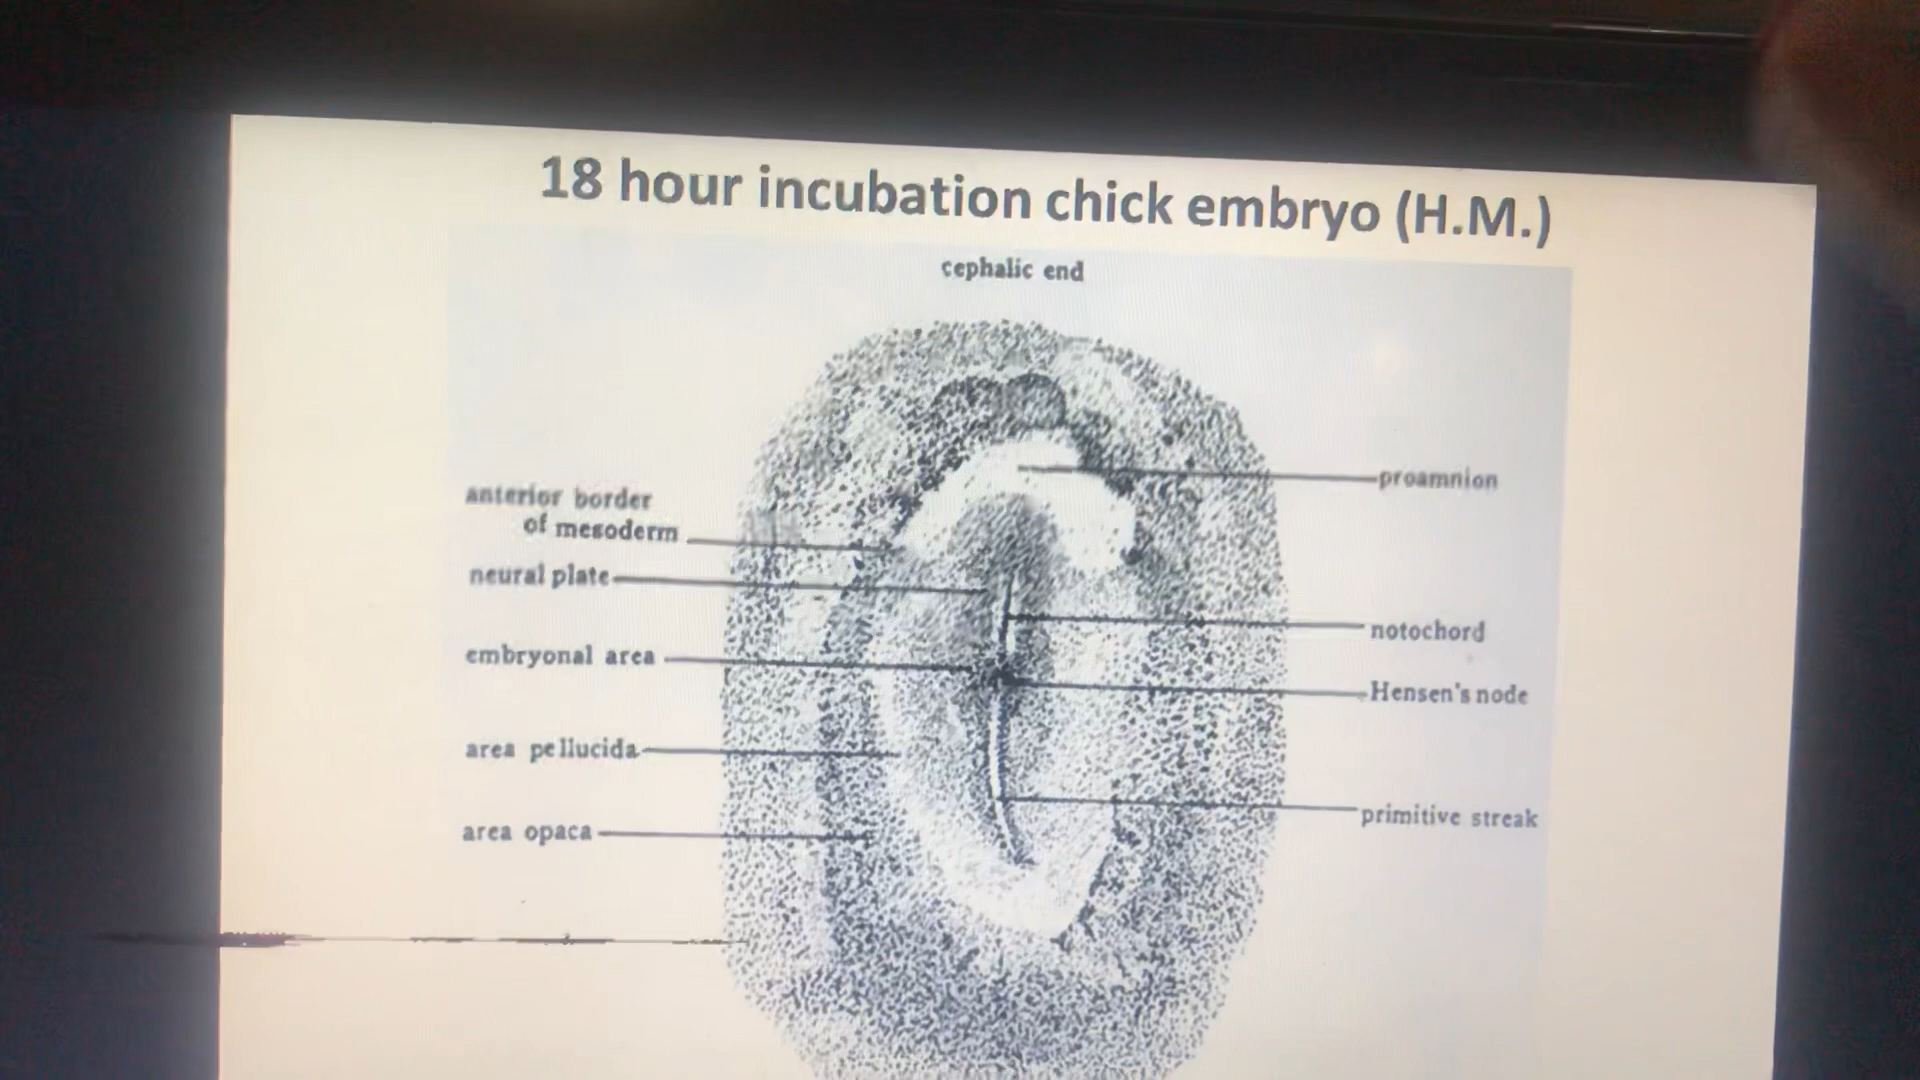 18 hour incubation chick embryo (H.M.)
cephalic end
anterior border
of mesoderm
neural plate
embryonal area
area pellucida
area opaca
proamnion
notochord
Hensen's node
primitive streak